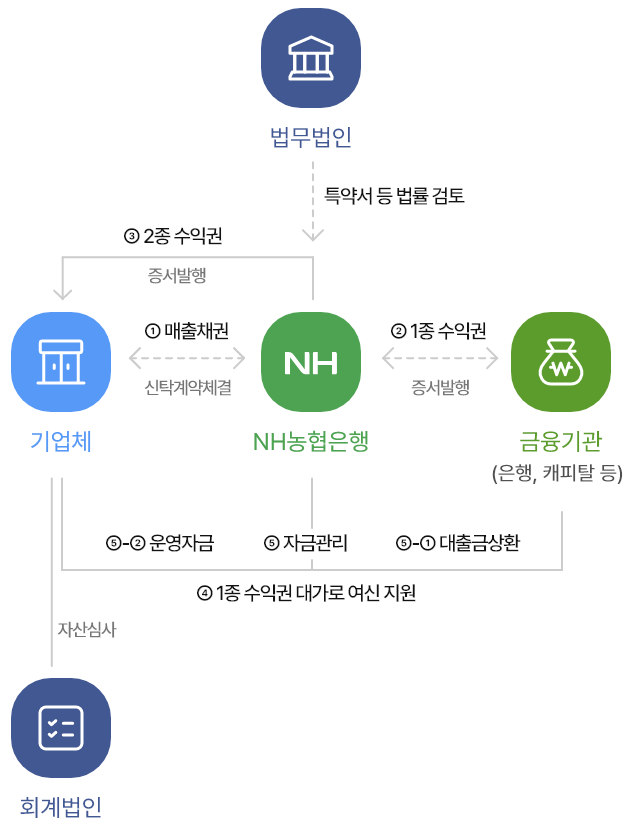 법무법인
특약서 등 법률 검토
③ 2종 수익권
증서발행
① 매출채권
신탁계약체결
② 1종 수익권
증서발행
NH
₩
기업체
NH농협은행
금융기관
(은행, 캐피탈 등)
⑤-② 운영자금
⑤ 자금관리
⑤-① 대출금상환
④ 1종 수익권 대가로 여신 지원
자산심사
회계법인